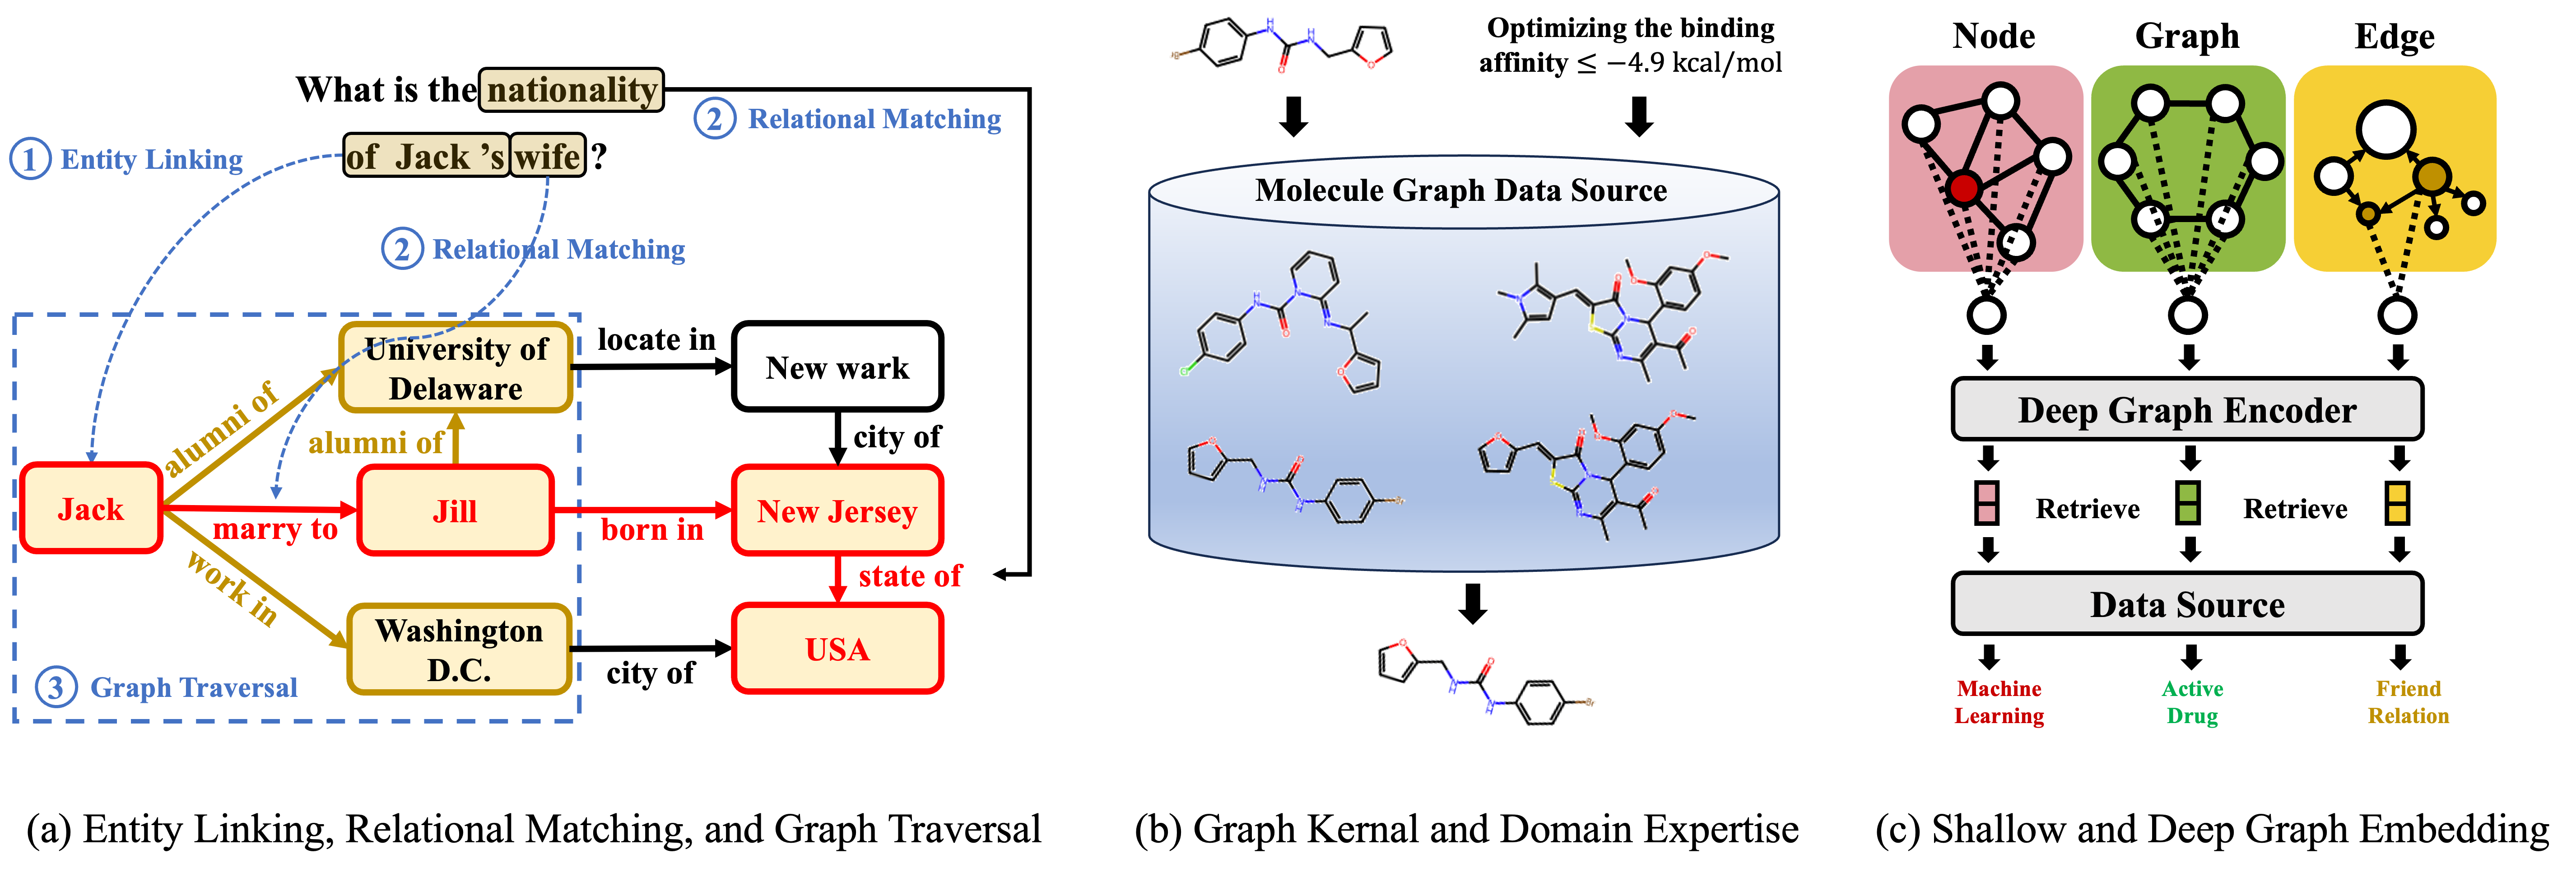 What is the nationality
of Jack 's wife ?
1 Entity Linking
2 Relational Matching
2 Relational Matching
University of
Delaware
locate in
New wark
alumni of
alumni of
city of
Jack
marry to
Jill
born in
New Jersey
work in
state of
Washington
D.C.
city of
USA
3 Graph Traversal
(a) Entity Linking, Relational Matching, and Graph Traversal
Optimizing the binding
affinity ≤ −4.9 kcal/mol
Molecule Graph Data Source
(b) Graph Kernal and Domain Expertise
Node
Graph
Edge
Deep Graph Encoder
Retrieve
Retrieve
Data Source
Machine
Learning
Active
Drug
Friend
Relation
(c) Shallow and Deep Graph Embedding